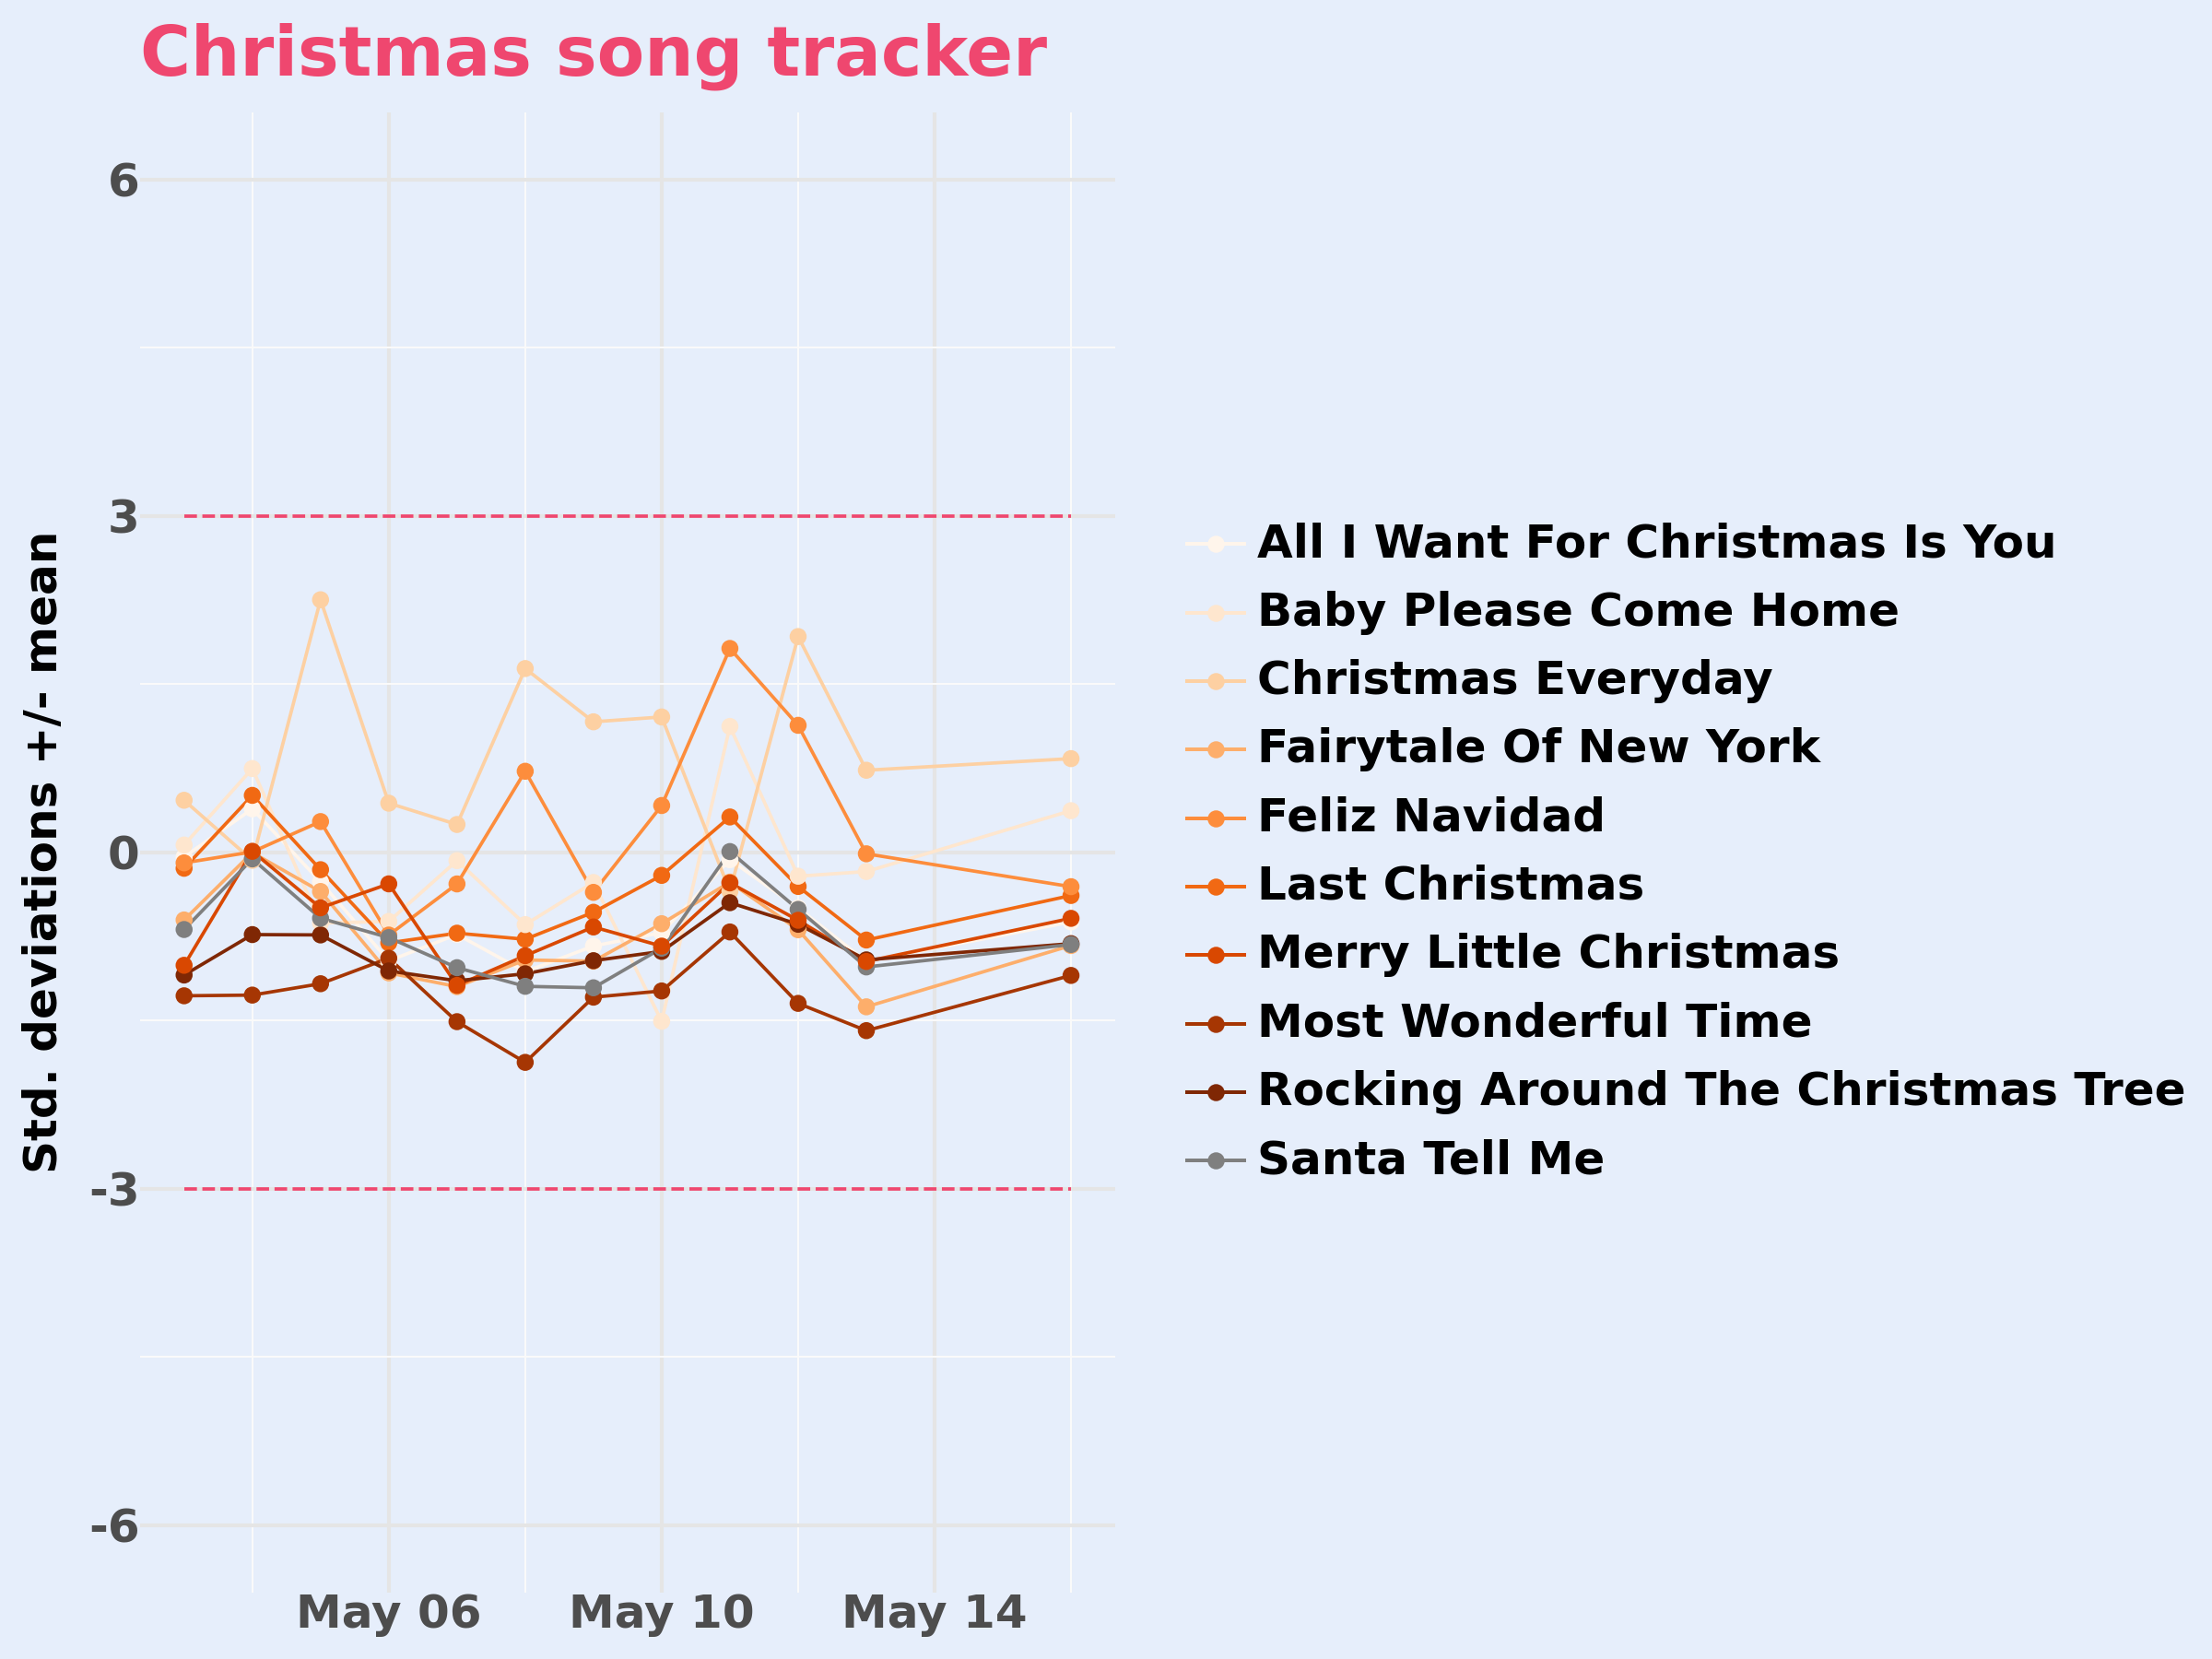 Christmas song tracker
Std. deviations +/- mean
6
3
0
-3
-6
May 06
May 10
May 14
All I Want For Christmas Is You
Baby Please Come Home
Christmas Everyday
Fairytale Of New York
Feliz Navidad
Last Christmas
Merry Little Christmas
Most Wonderful Time
Rocking Around The Christmas Tree
Santa Tell Me